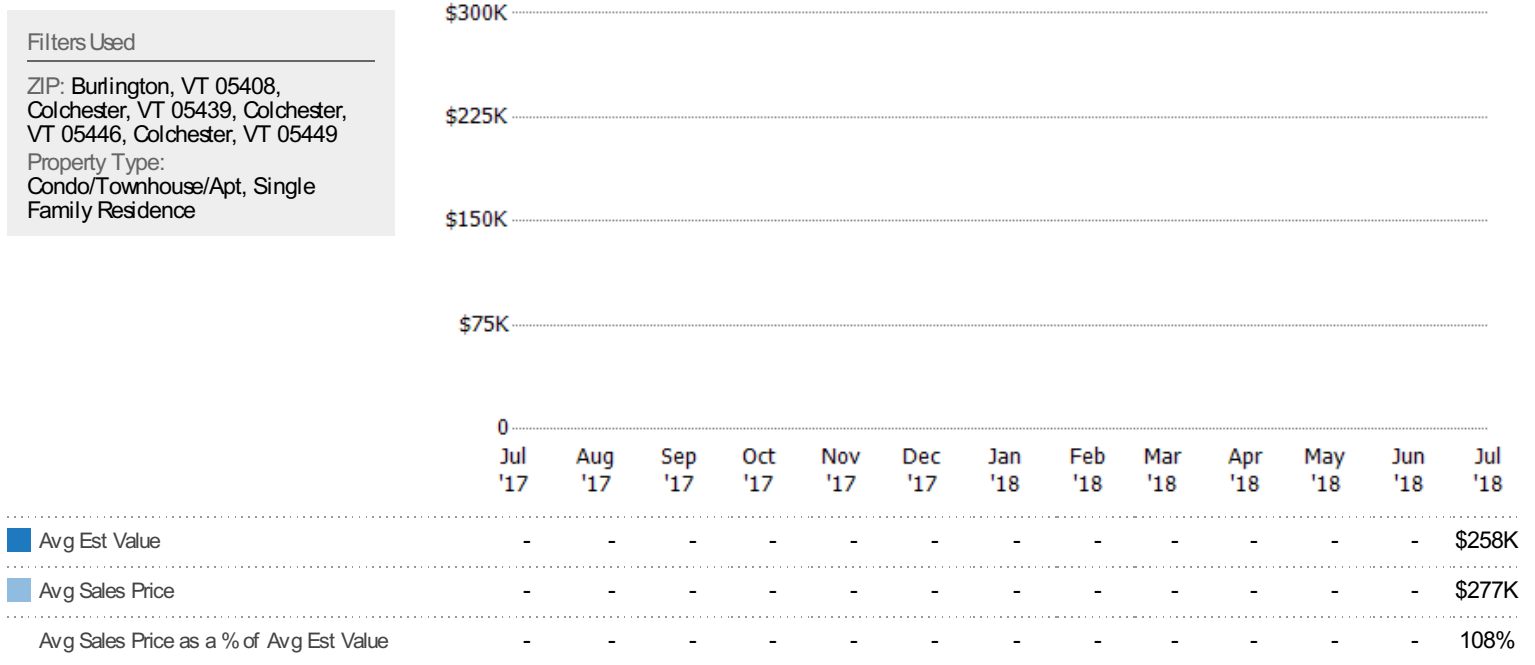 Filters Used
ZIP: Burlington, VT 05408,
Colchester, VT 05439, Colchester,
VT 05446, Colchester, VT 05449
Property Type:
Condo/Townhouse/Apt, Single
Family Residence
$300K
$225K
$150K
$75K
0
Jul Aug Sep Oct Nov Dec Jan Feb Mar Apr May Jun Jul
'17 '17 '17 '17 '17 '17 '18 '18 '18 '18 '18 '18 '18
Avg Est Value - - - - - - - - - - - - $258K
Avg Sales Price - - - - - - - - - - - - $277K
Avg Sales Price as a % of Avg Est Value - - - - - - - - - - - - 108%